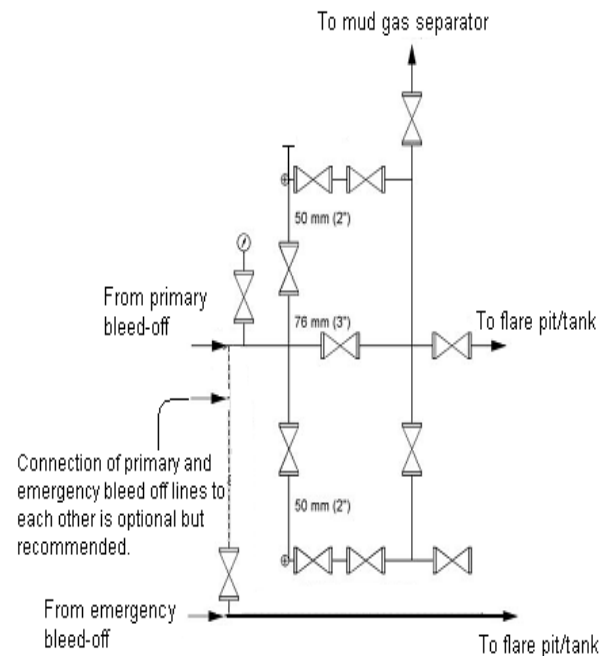 To mud gas separator
50 mm (2")
From primary
bleed-off
76 mm (3")
To flare pit/tank
Connection of primary and
emergency bleed off lines to
each other is optional but
recommended.
50 mm (2")
From emergency
bleed-off
To flare pit/tank